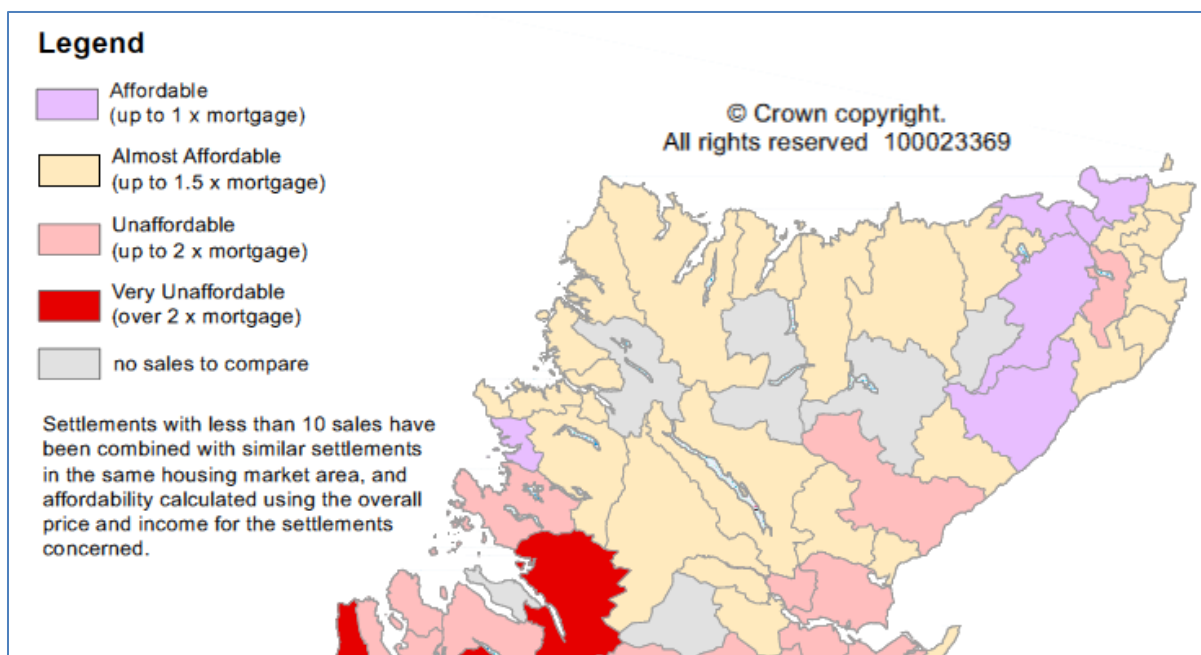 Legend
Affordable
(up to 1 x mortgage)
Almost Affordable
(up to 1.5 x mortgage)
Unaffordable
(up to 2 x mortgage)
Very Unaffordable
(over 2 x mortgage)
no sales to compare
Settlements with less than 10 sales have
been combined with similar settlements
in the same housing market area, and
affordability calculated using the overall
price and income for the settlements
concerned.
© Crown copyright.
All rights reserved 100023369